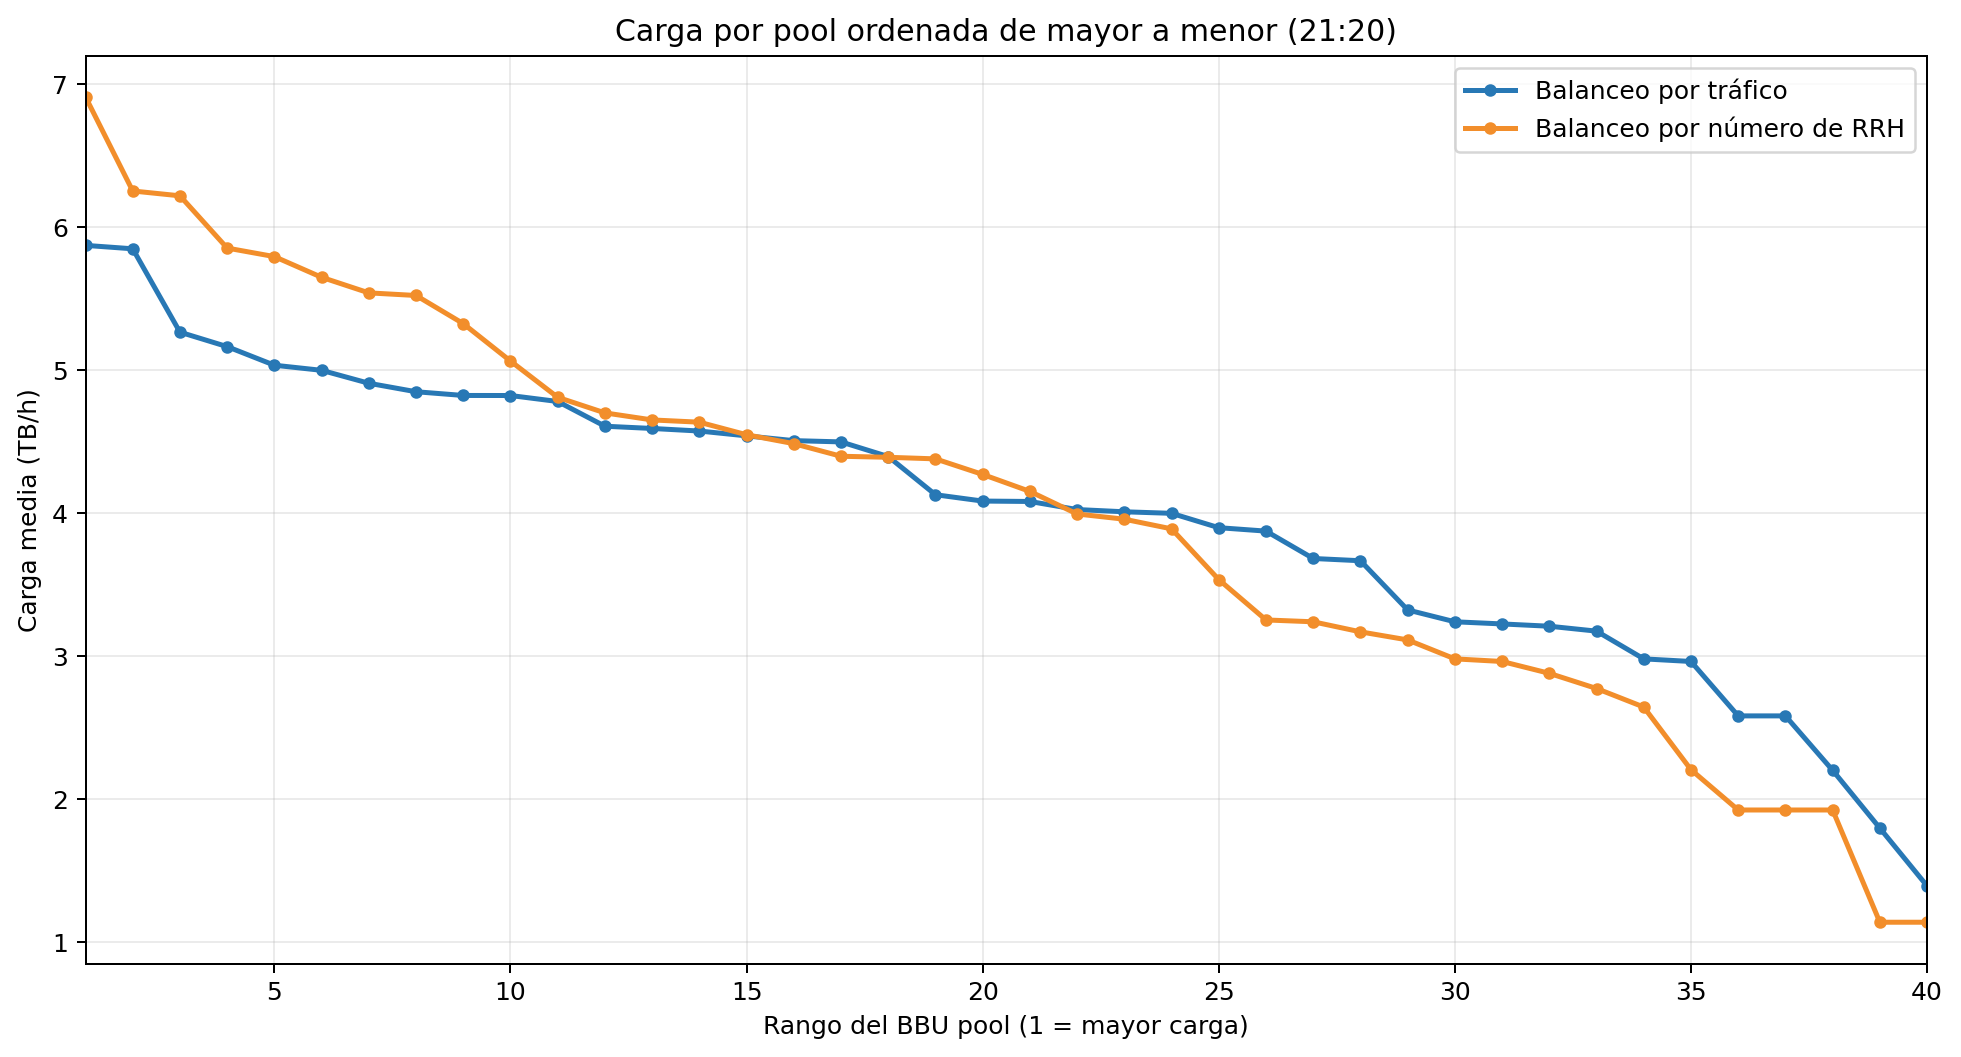 Carga por pool ordenada de mayor a menor (21:20)
Balanceo por tráfico
Balanceo por número de RRH
Carga media (TB/h)
7
6
5
4
3
2
1
5 10 15 20 25 30 35 40
Rango del BBU pool (1 = mayor carga)